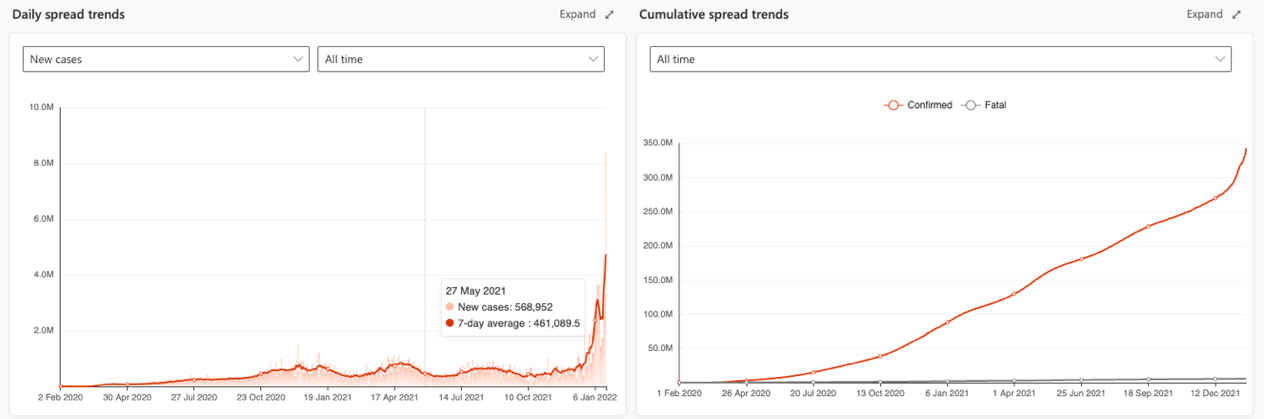 Daily spread trends
Expand
New cases
All time
10.0M
8.0M
6.0M
4.0M
2.0M
27 May 2021
New cases: 568,952
7-day average : 461,089.5
2 Feb 2020 30 Apr 2020 27 Jul 2020 23 Oct 2020 19 Jan 2021 17 Apr 2021 14 Jul 2021 10 Oct 2021 6 Jan 2022
Cumulative spread trends
Expand
All time
Confirmed Fatal
350.0M
300.0M
250.0M
200.0M
150.0M
100.0M
50.0M
1 Feb 2020 26 Apr 2020 20 Jul 2020 13 Oct 2020 6 Jan 2021 1 Apr 2021 25 Jun 2021 18 Sep 2021 12 Dec 2021